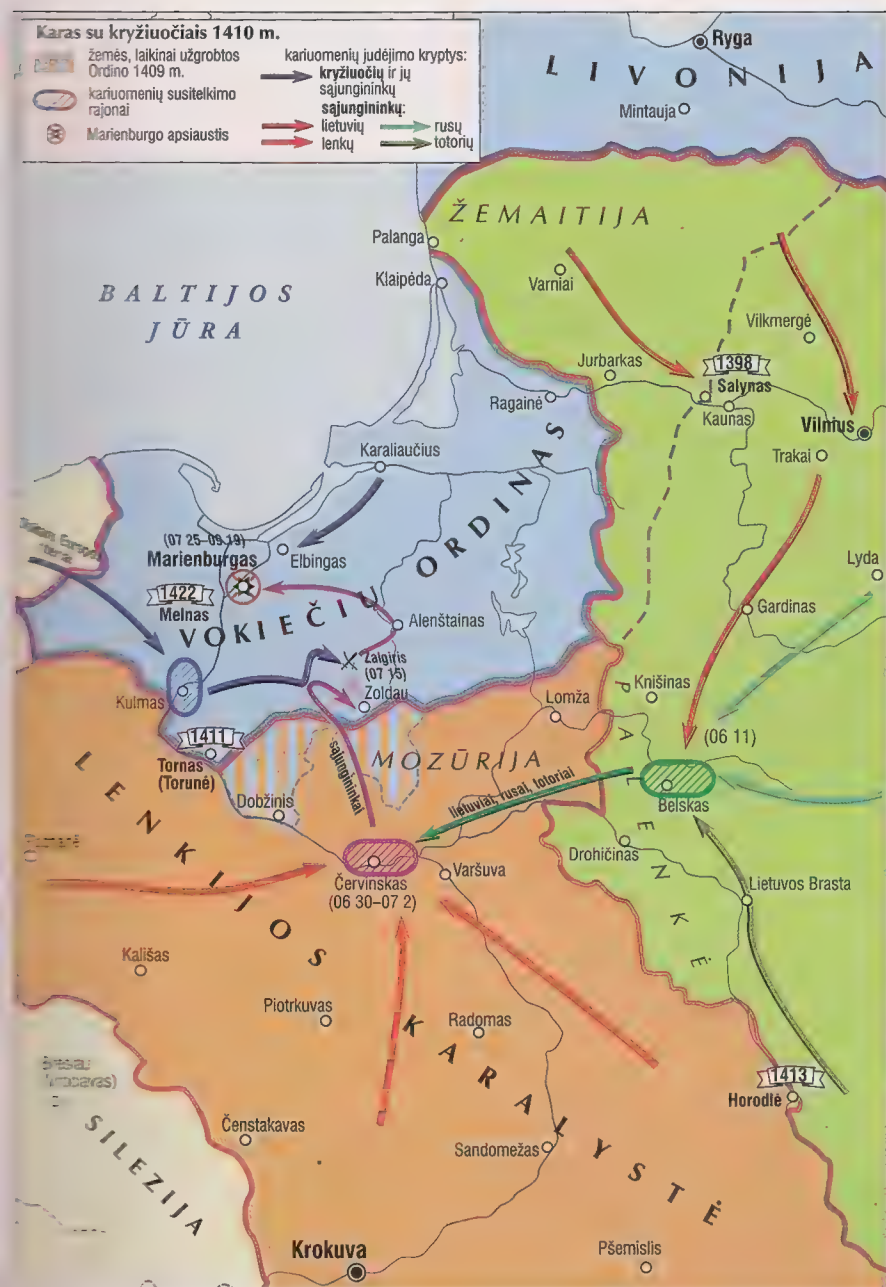 Karas su kryžiuočiais 1410 m.
žemės, laikinai užgrobtos
Ordino 1409 m.
kariuomenių susitelkimo
rajonai
Marienburgo apsiaustis
kariuomenių judėjimo kryptys:
kryžiuočių ir jų
sąjungininkų
sąjungininkų:
lietuvių
lenkų
rusų
totorių
Ryga
LIVONIJA
Mintauja
ŽEMAITIJA
Palanga
Klaipėda
Varniai
BALTIJOS
JŪRA
Vilkmergė
Jurbarkas
1398
Salynas
Kaunas
Ragainė
Vilnius
Trakai
Karaliaučius
(07 25–09 19)
Marienburgas
Elbingas
1422
Melnas
VOKIEČIŲ ORDINAS
Alenštainas
Lyda
Gardinas
Žalgiris
(07 15)
Zoldau
Kulmas
Knišinas
Lomža
1411
Tornas
(Torunė)
MOZŪRIJA
PALENKĖ
(06 11)
Belskas
sąjungininkai
lietuviai, rusai, totoriai
Dobžinis
Drohičinas
Červinskas
(06 30–07 2)
Varšuva
Lietuvos Brasta
LENKIJOS KARALYSTĖ
Kališas
Piotrkuvas
Radomas
1413
Horodlė
SILEZIJA
Čenstakavas
Sandomežas
Krokuva
Pšemislis